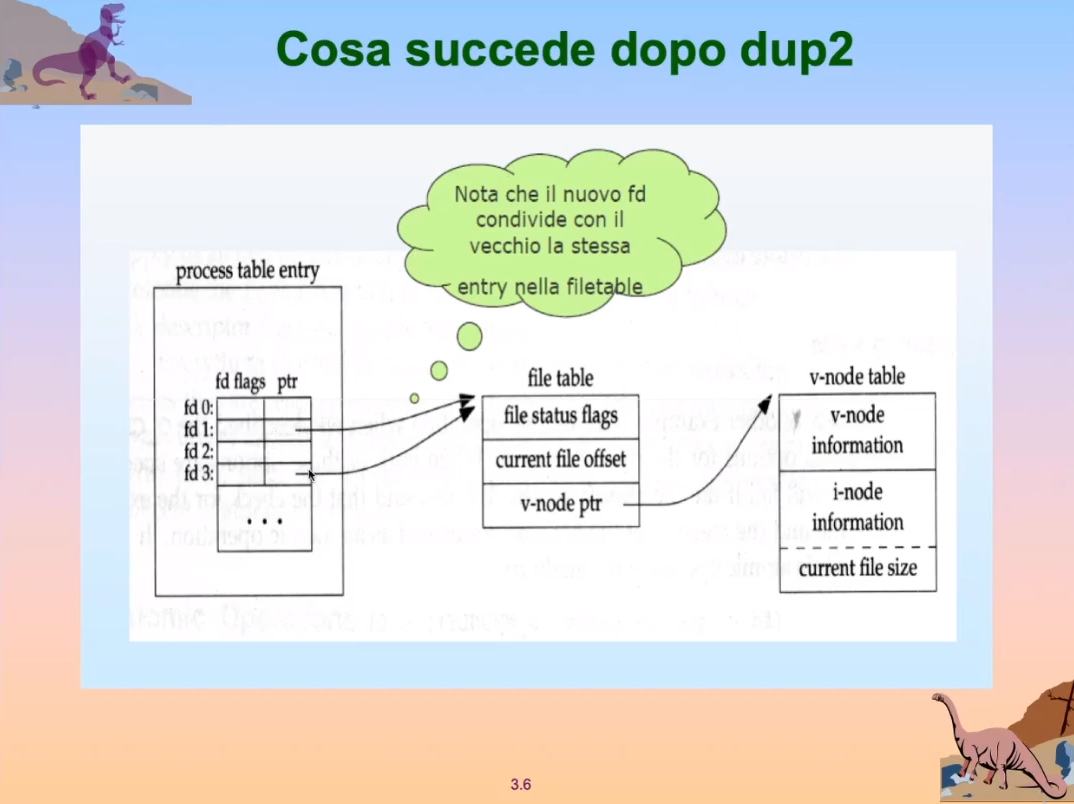 Cosa succede dopo dup2
Nota che il nuovo fd
condivide con il
vecchio la stessa
entry nella filetable
process table entry
fd flags ptr
fd 0:
fd 1:
fd 2:
fd 3:
. . .
file table
file status flags
current file offset
v-node ptr
v-node table
v-node
information
i-node
information
current file size
3.6